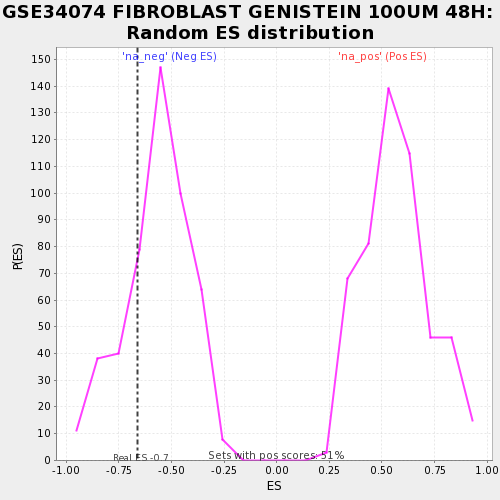 GSE34074 FIBROBLAST GENISTEIN 100UM 48H:
Random ES distribution
'na_neg' (Neg ES)
'na_pos' (Pos ES)
150
140
130
120
110
100
90
80
70
60
50
40
30
20
10
0
P(ES)
Real ES -0.7
Sets with pos scores: 51%
-1.00 -0.75 -0.50 -0.25 0.00 0.25 0.50 0.75 1.00
ES